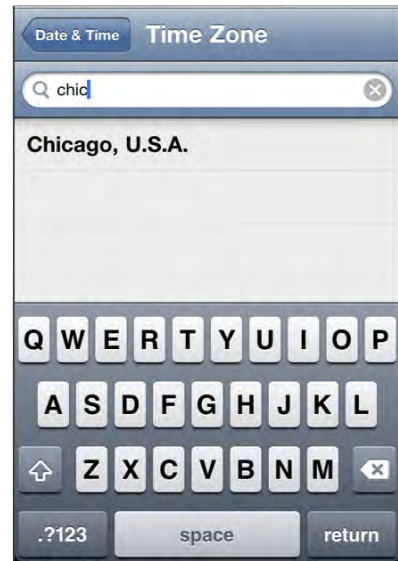 Date & Time Time Zone
chic
Chicago, U.S.A.
Q W E R T Y U I O P
A S D F G H J K L
Z X C V B N M
.?123 space return